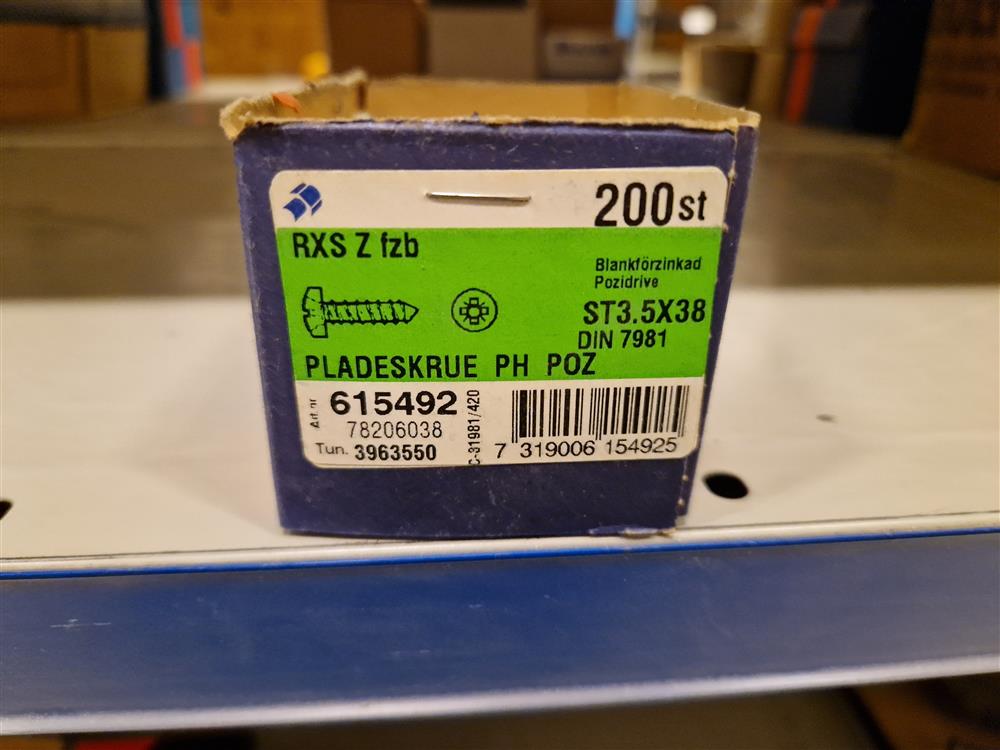 200st
RXS Z fzb
Blankförzinkad
Pozidrive
ST3.5X38
DIN 7981
PLADESKRUE PH POZ
Art.nr 615492
78206038
Tun. 3963550
C-31981/420
7 319006 154925